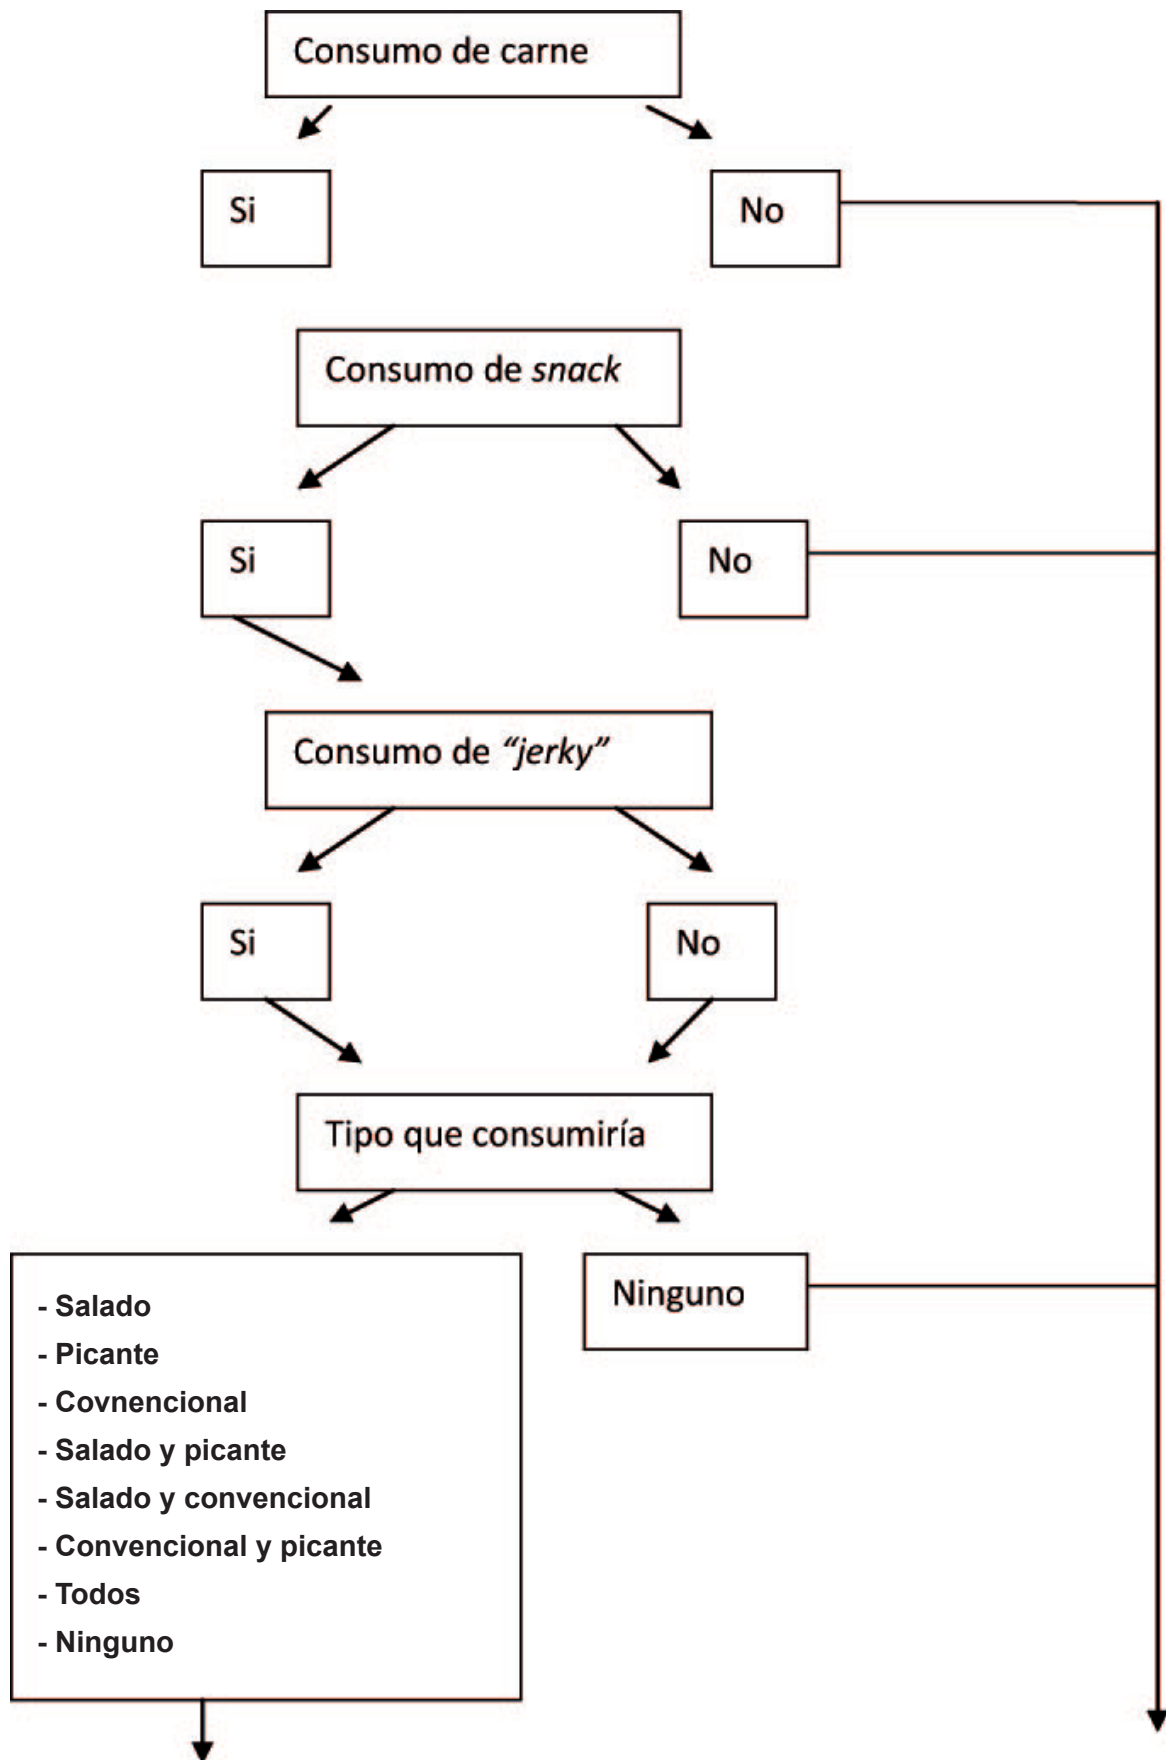 Consumo de carne
Si
No
Consumo de snack
Si
No
Consumo de “jerky”
Si
No
Tipo que consumiría
- Salado
- Picante
- Covnencional
- Salado y picante
- Salado y convencional
- Convencional y picante
- Todos
- Ninguno
Ninguno